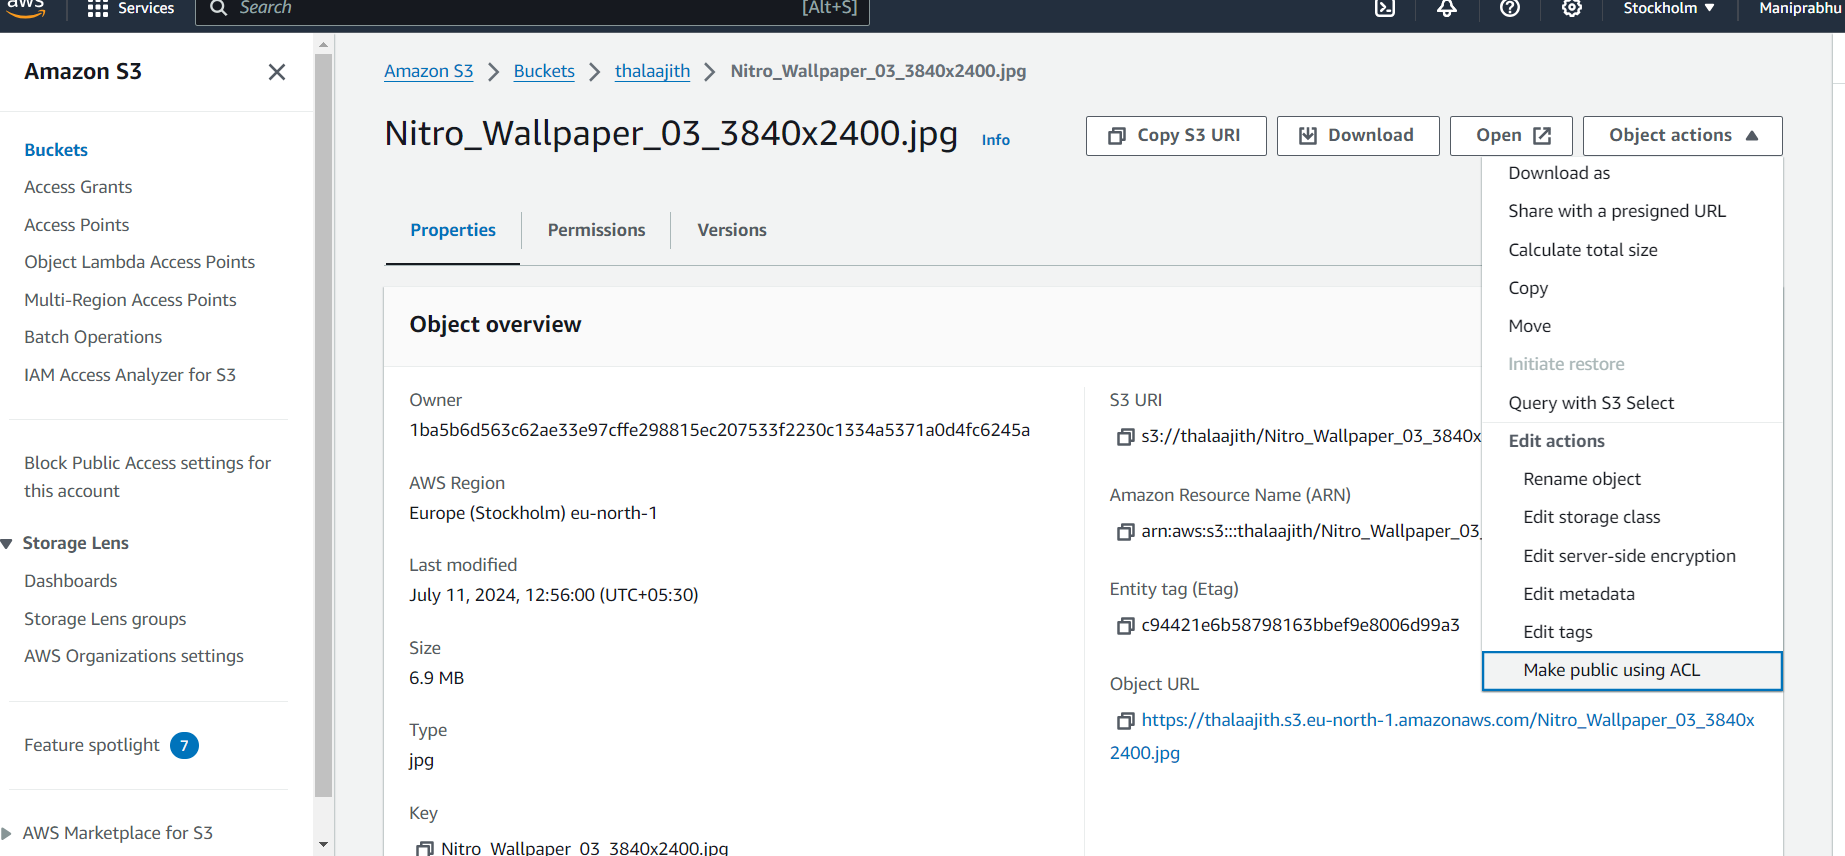 aws
Services
Search
[Alt+S]
Stockholm
Maniprabhu
Amazon S3
Buckets
Access Grants
Access Points
Object Lambda Access Points
Multi-Region Access Points
Batch Operations
IAM Access Analyzer for S3
Block Public Access settings for
this account
Storage Lens
Dashboards
Storage Lens groups
AWS Organizations settings
Feature spotlight 7
AWS Marketplace for S3
Amazon S3 > Buckets > thalaajith > Nitro_Wallpaper_03_3840x2400.jpg
Nitro_Wallpaper_03_3840x2400.jpg Info
Copy S3 URI
Download
Open
Object actions
Download as
Share with a presigned URL
Calculate total size
Copy
Move
Initiate restore
Query with S3 Select
Edit actions
Rename object
Edit storage class
Edit server-side encryption
Edit metadata
Edit tags
Make public using ACL
Properties
Permissions
Versions
Object overview
Owner
1ba5b6d563c62ae33e97cffe298815ec207533f2230c1334a5371a0d4fc6245a
AWS Region
Europe (Stockholm) eu-north-1
Last modified
July 11, 2024, 12:56:00 (UTC+05:30)
Size
6.9 MB
Type
jpg
Key
Nitro_Wallpaper_03_3840x2400.jpg
S3 URI
s3://thalaajith/Nitro_Wallpaper_03_3840x
Amazon Resource Name (ARN)
arn:aws:s3:::thalaajith/Nitro_Wallpaper_03_
Entity tag (Etag)
c94421e6b58798163bbef9e8006d99a3
Object URL
https://thalaajith.s3.eu-north-1.amazonaws.com/Nitro_Wallpaper_03_3840x
2400.jpg